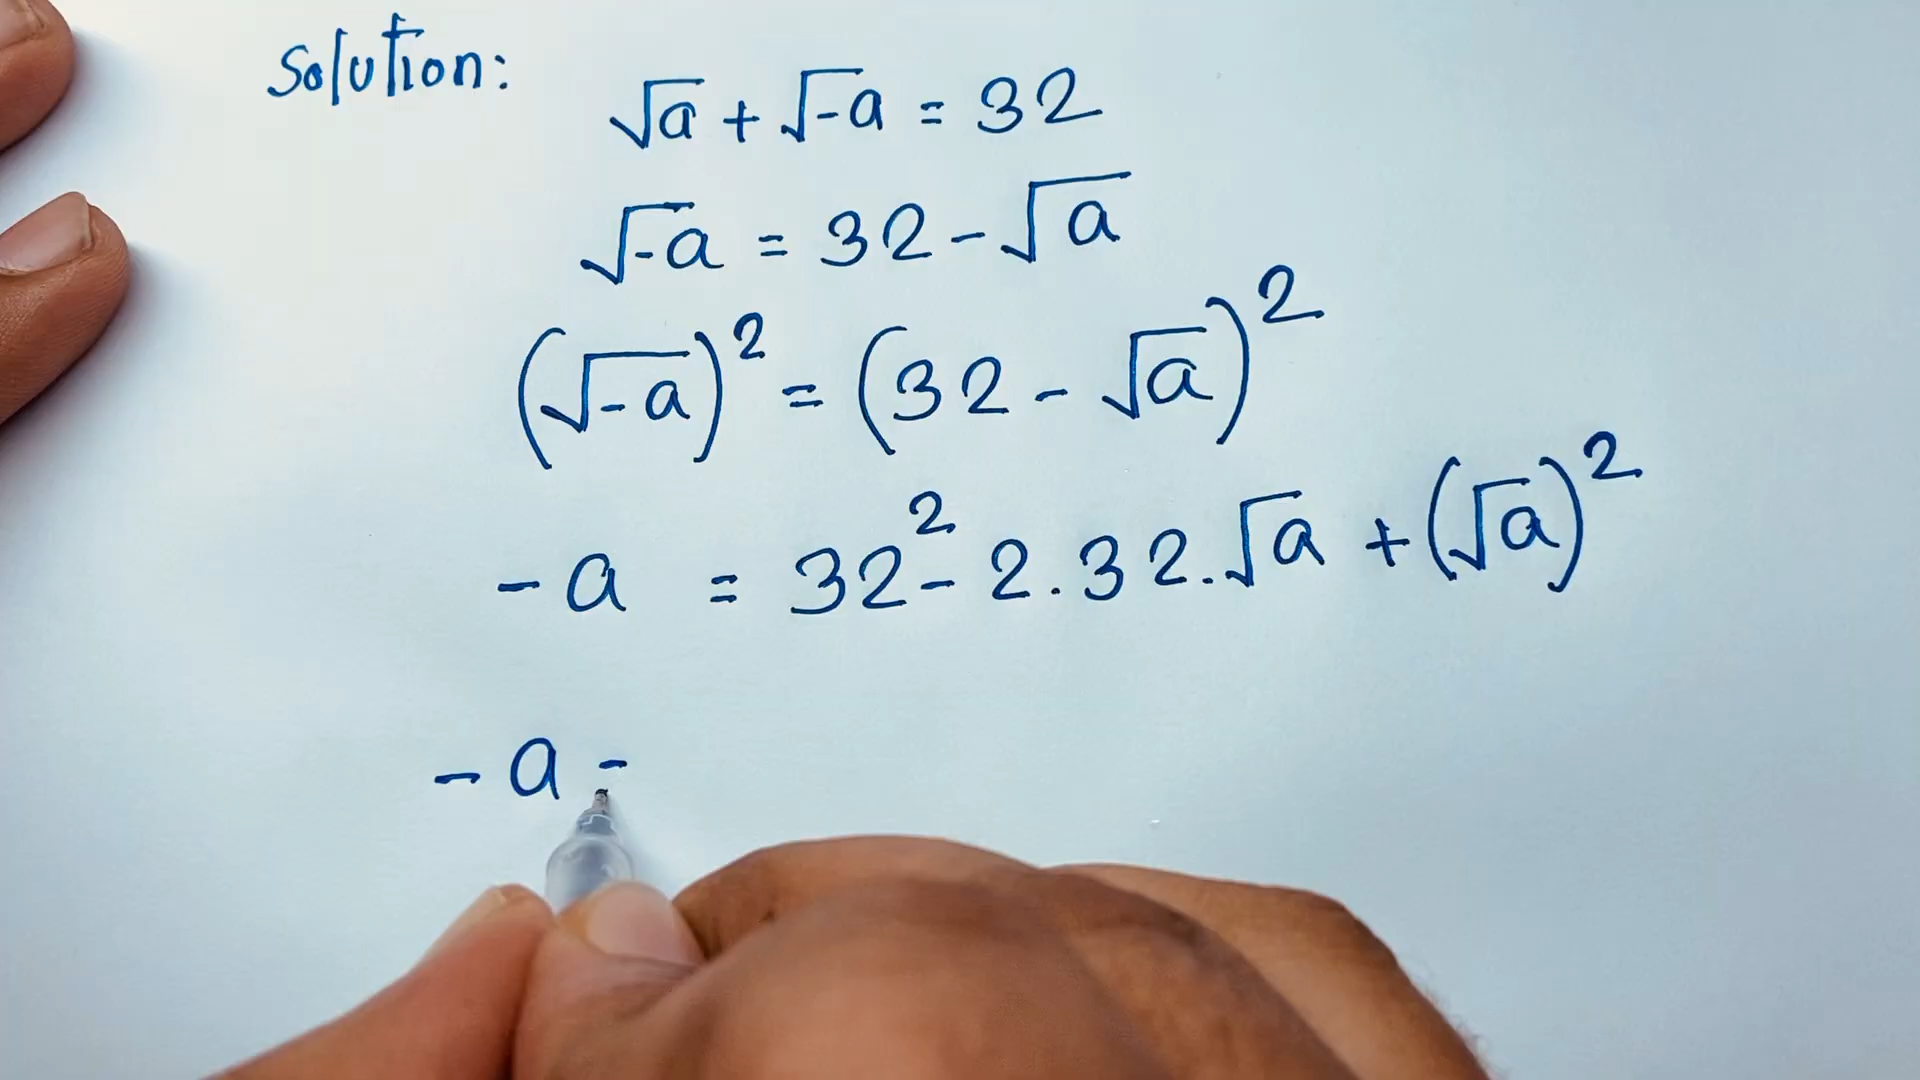 Solution:
√a + √-a = 32
√-a = 32 - √a
(√-a)² = (32 - √a)²
-a = 32² - 2.32.√a + (√a)²
-a -